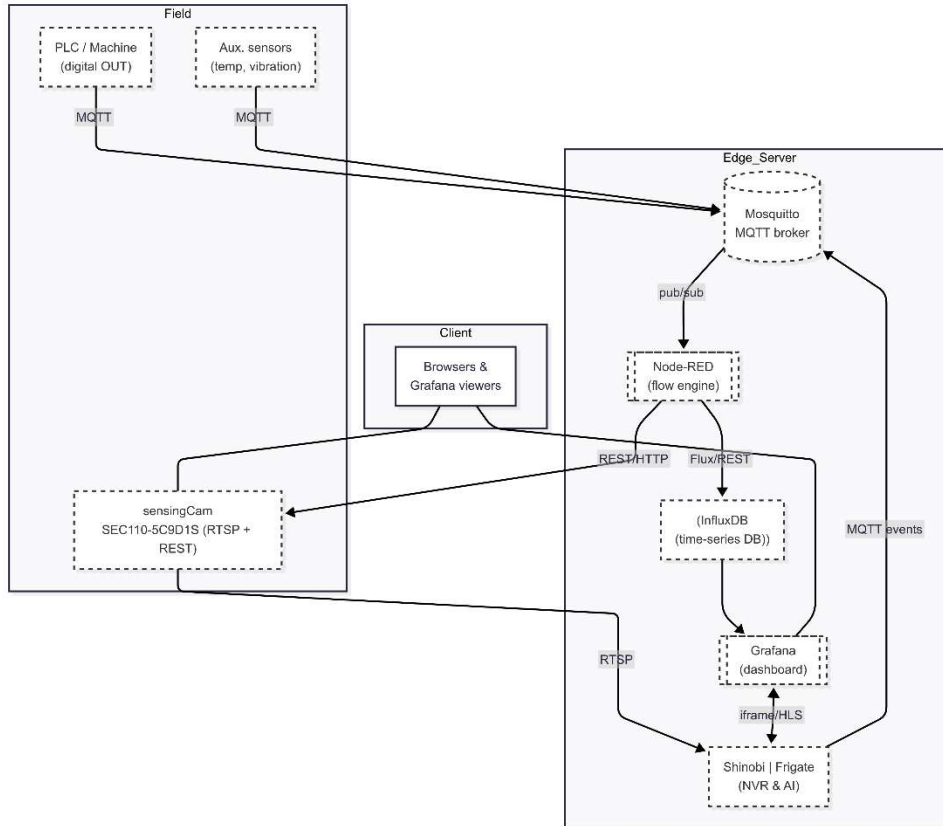 Field
PLC / Machine
(digital OUT)
Aux. sensors
(temp, vibration)
MQTT
MQTT
Edge_Server
Mosquitto
MQTT broker
pub/sub
Client
Browsers &
Grafana viewers
Node-RED
(flow engine)
REST/HTTP
Flux/REST
sensingCam
SEC110-5C9D1S (RTSP +
REST)
(InfluxDB
(time-series DB))
MQTT events
RTSP
Grafana
(dashboard)
iframe/HLS
Shinobi | Frigate
(NVR & AI)